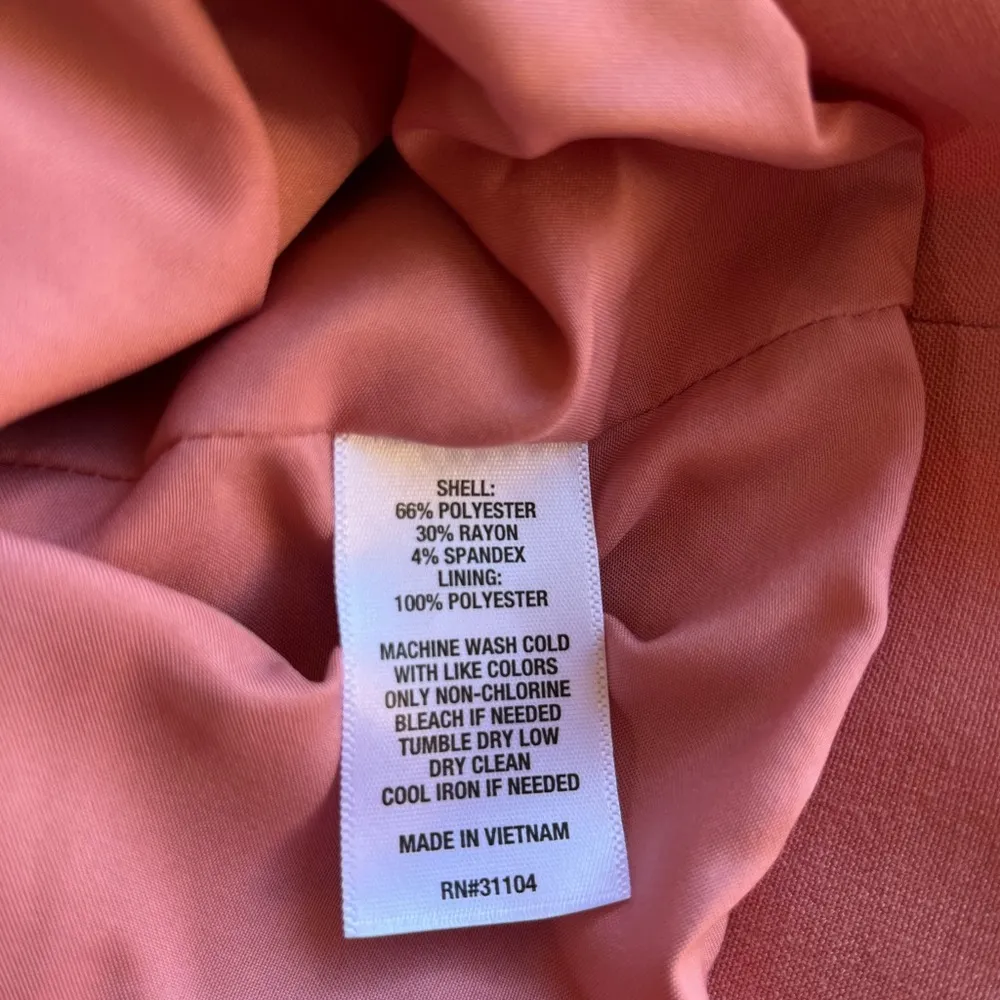 SHELL:
66% POLYESTER
30% RAYON
4% SPANDEX
LINING:
100% POLYESTER
MACHINE WASH COLD
WITH LIKE COLORS
ONLY NON-CHLORINE
BLEACH IF NEEDED
TUMBLE DRY LOW
DRY CLEAN
COOL IRON IF NEEDED
MADE IN VIETNAM
RN#31104